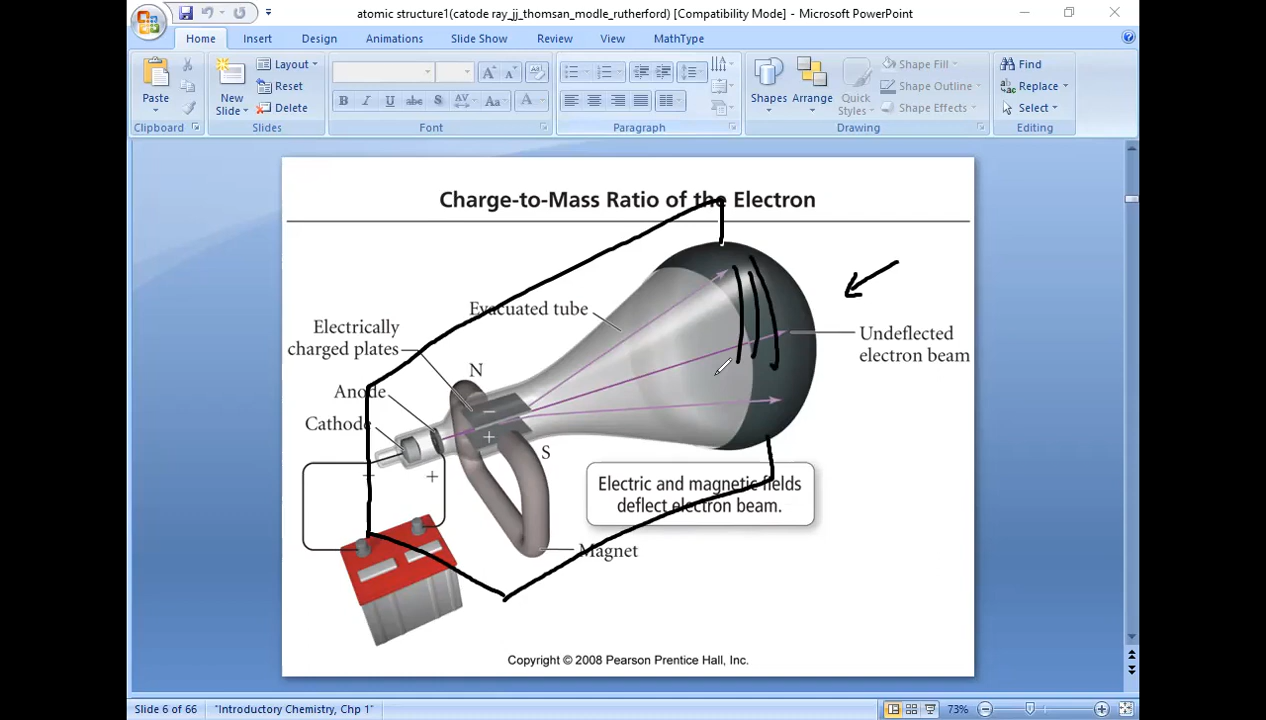 atomic structure1(catode ray_jj_thomsan_modle_rutherford) [Compatibility Mode] - Microsoft PowerPoint
Home Insert Design Animations Slide Show Review View MathType
Paste
Clipboard
New Slide
Layout
Reset
Delete
Slides
B I U abc S AV Aa A
Font
Paragraph
Shapes
Arrange
Quick Styles
Shape Fill
Shape Outline
Shape Effects
Drawing
Find
Replace
Select
Editing
Charge-to-Mass Ratio of the Electron
Evacuated tube
Electrically
charged plates
N
Anode
Cathode
−
+
S
Undeflected
electron beam
−
+
Electric and magnetic fields
deflect electron beam.
Magnet
Copyright © 2008 Pearson Prentice Hall, Inc.
Slide 6 of 66 "Introductory Chemistry, Chp 1" 73%